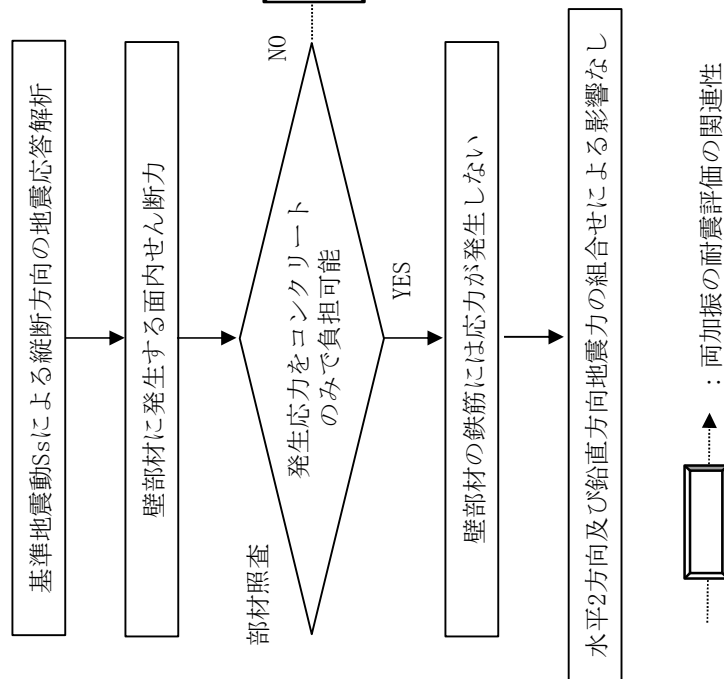 基準地震動Ssによる縦断方向の地震応答解析
壁部材に発生する面内せん断力
部材照査
発生応力をコンクリート
のみで負担可能
NO
YES
壁部材の鉄筋には応力が発生しない
水平2方向及び鉛直方向地震力の組合せによる影響なし
：両加振の耐震評価の関連性